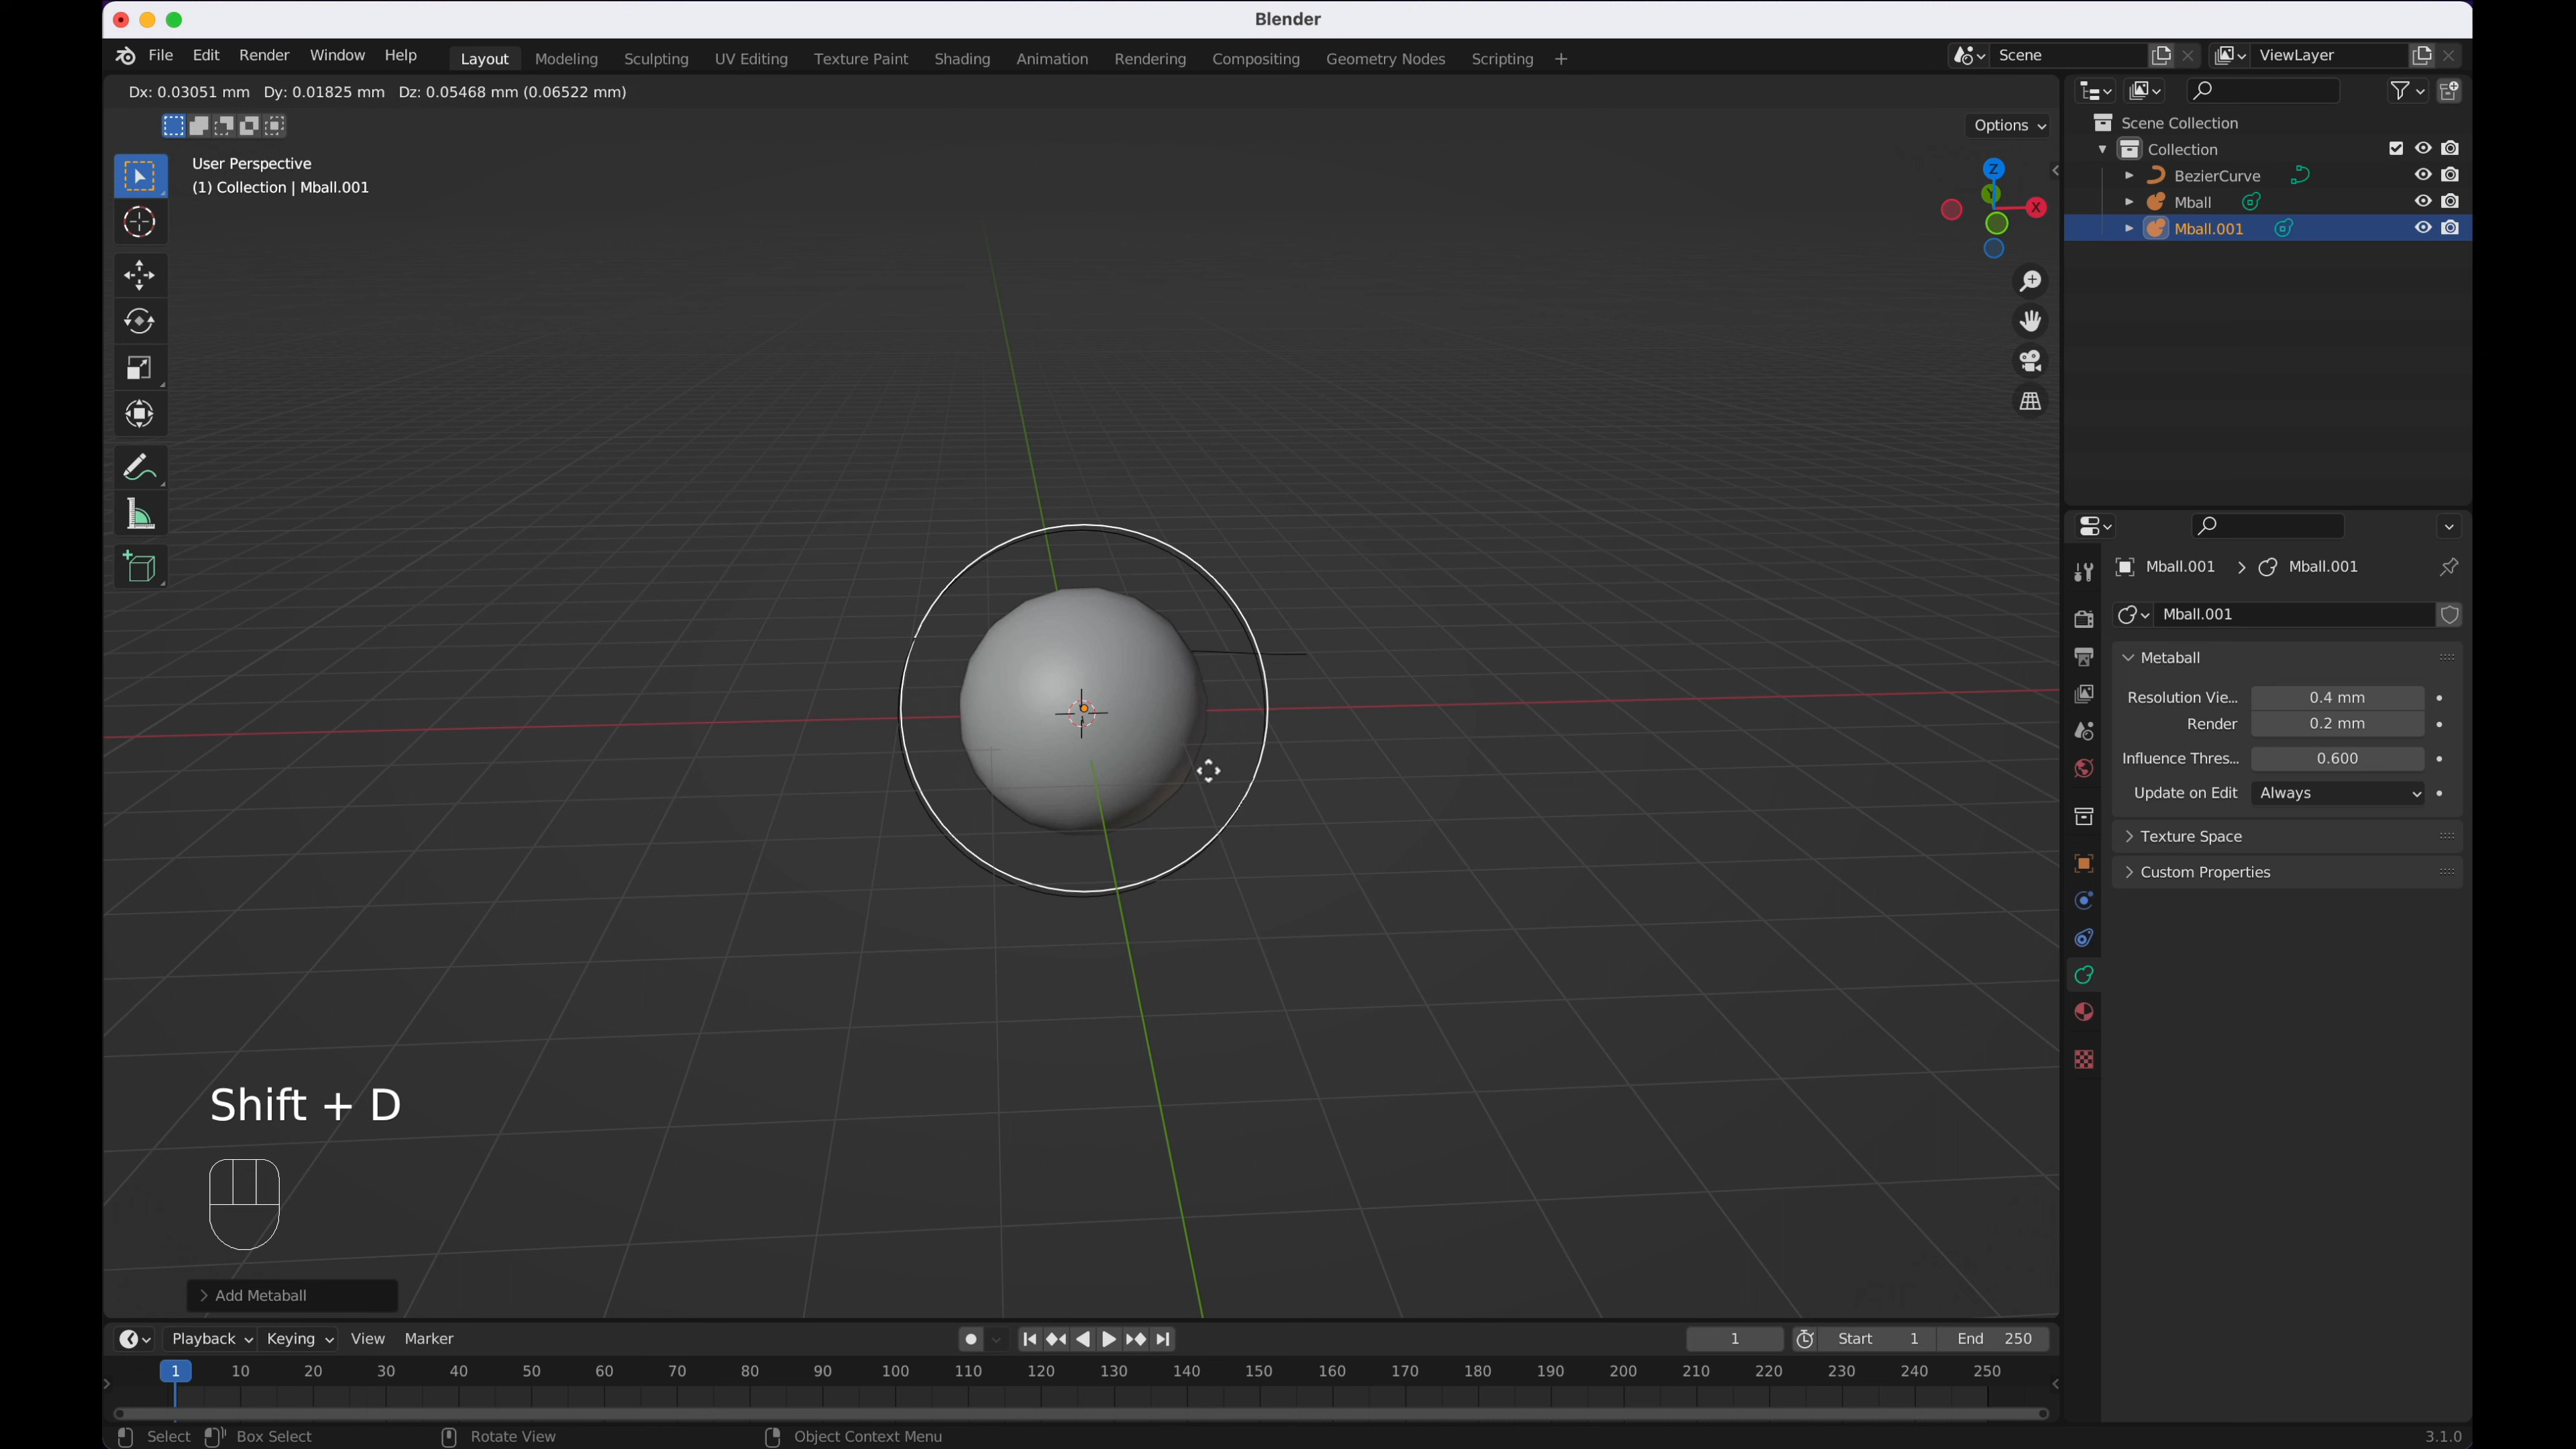 Blender
File Edit Render Window Help Layout Modeling Sculpting UV Editing Texture Paint Shading Animation Rendering Compositing Geometry Nodes Scripting + Scene ViewLayer
Dx: 0.03051 mm Dy: 0.01825 mm Dz: 0.05468 mm (0.06522 mm)
Options
User Perspective
(1) Collection | Mball.001
Z
Y
X
Scene Collection
Collection
BezierCurve
Mball
Mball.001
Mball.001 > Mball.001
Mball.001
Metaball
Resolution Vie... 0.4 mm
Render 0.2 mm
Influence Thres... 0.600
Update on Edit Always
Texture Space
Custom Properties
Shift + D
Add Metaball
Playback Keying View Marker 1 Start 1 End 250
1 10 20 30 40 50 60 70 80 90 100 110 120 130 140 150 160 170 180 190 200 210 220 230 240 250
Select Box Select Rotate View Object Context Menu 3.1.0